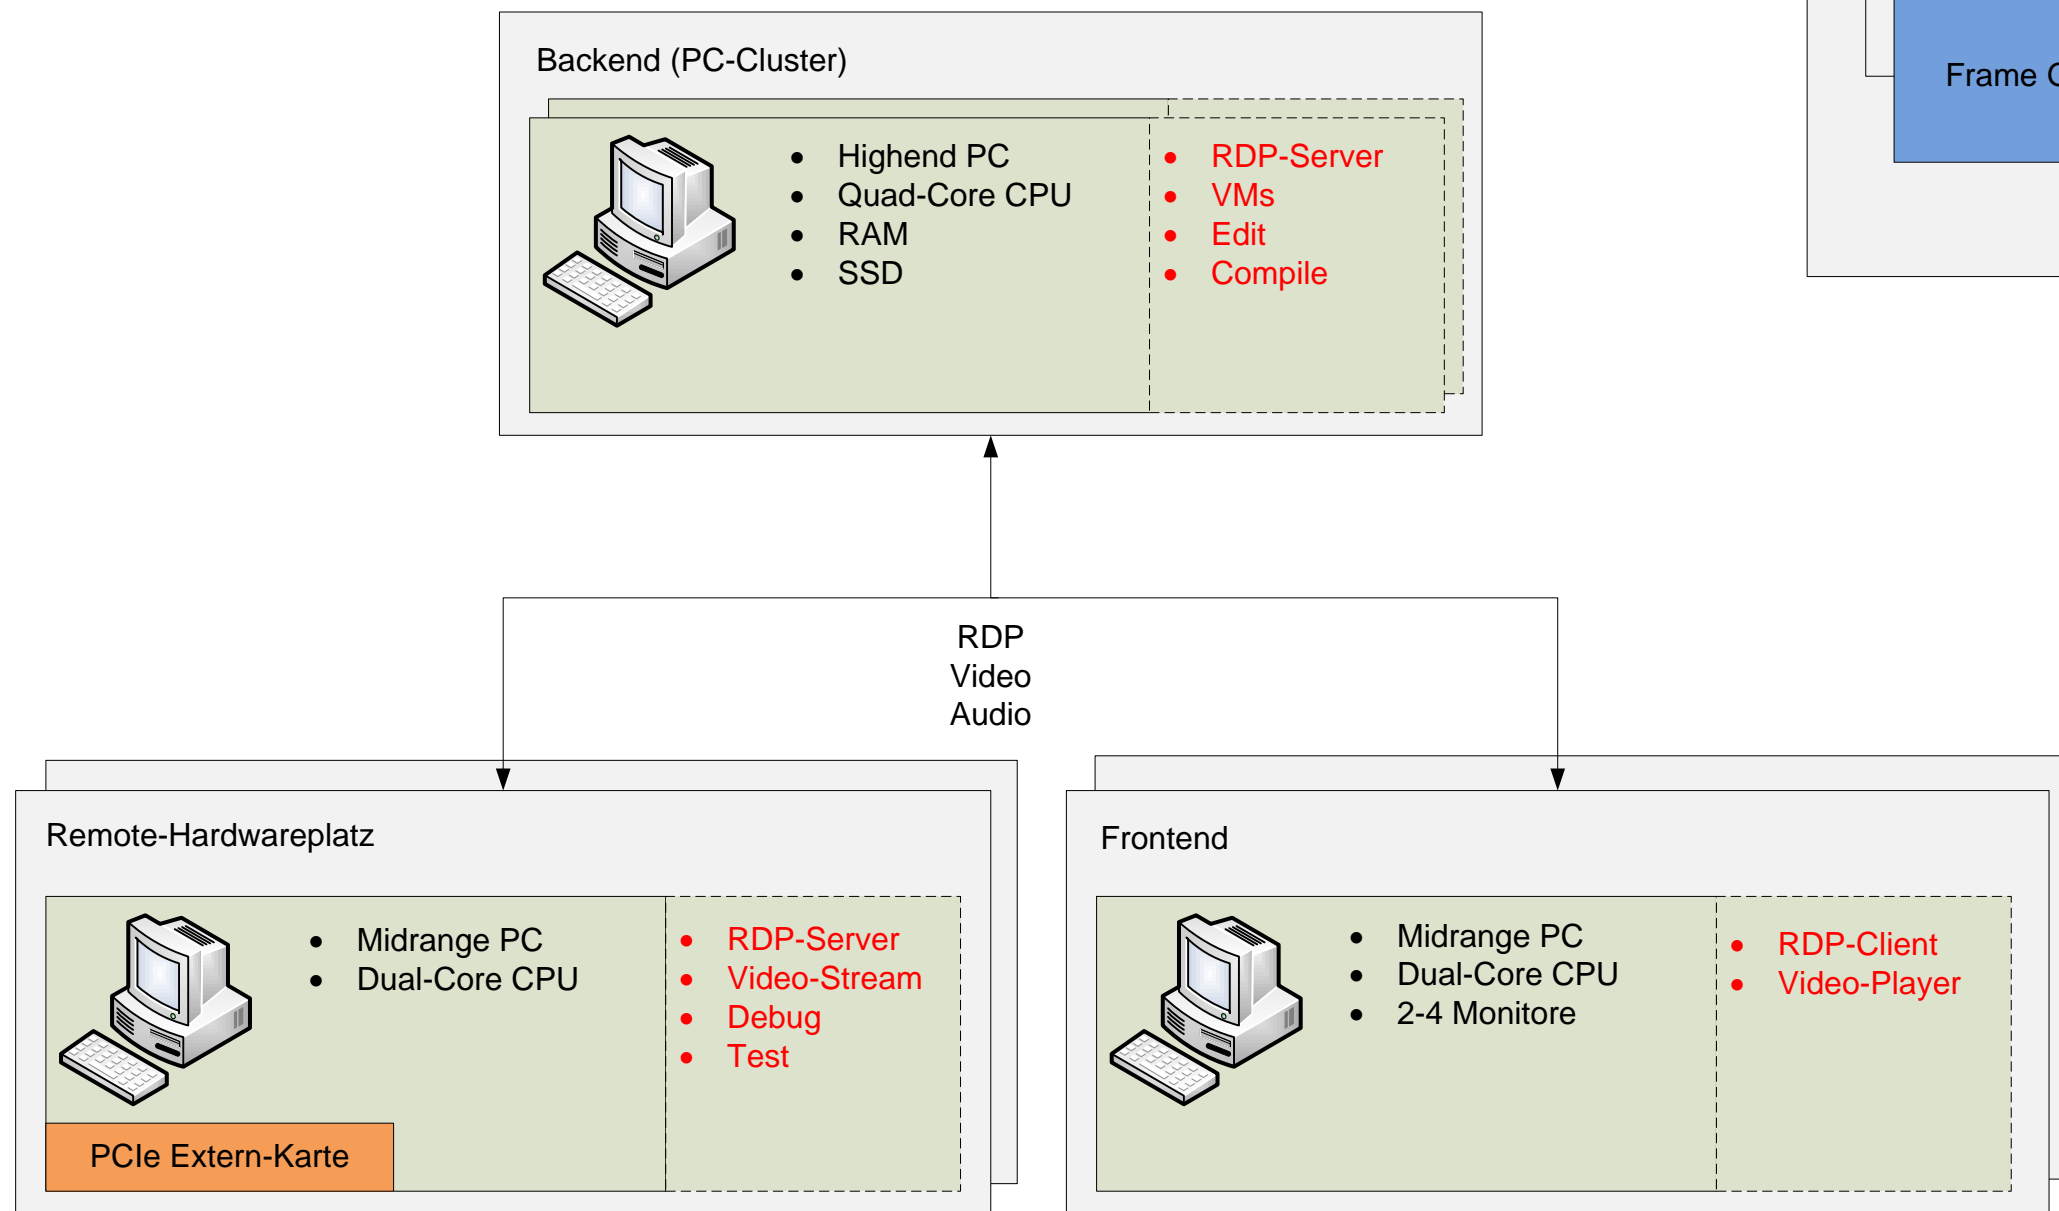 Backend (PC-Cluster)
Highend PC
Quad-Core CPU
RAM
SSD
RDP-Server
VMs
Edit
Compile
Frame
RDP
Video
Audio
Remote-Hardwareplatz
Midrange PC
Dual-Core CPU
RDP-Server
Video-Stream
Debug
Test
PCIe Extern-Karte
Frontend
Midrange PC
Dual-Core CPU
2-4 Monitore
RDP-Client
Video-Player